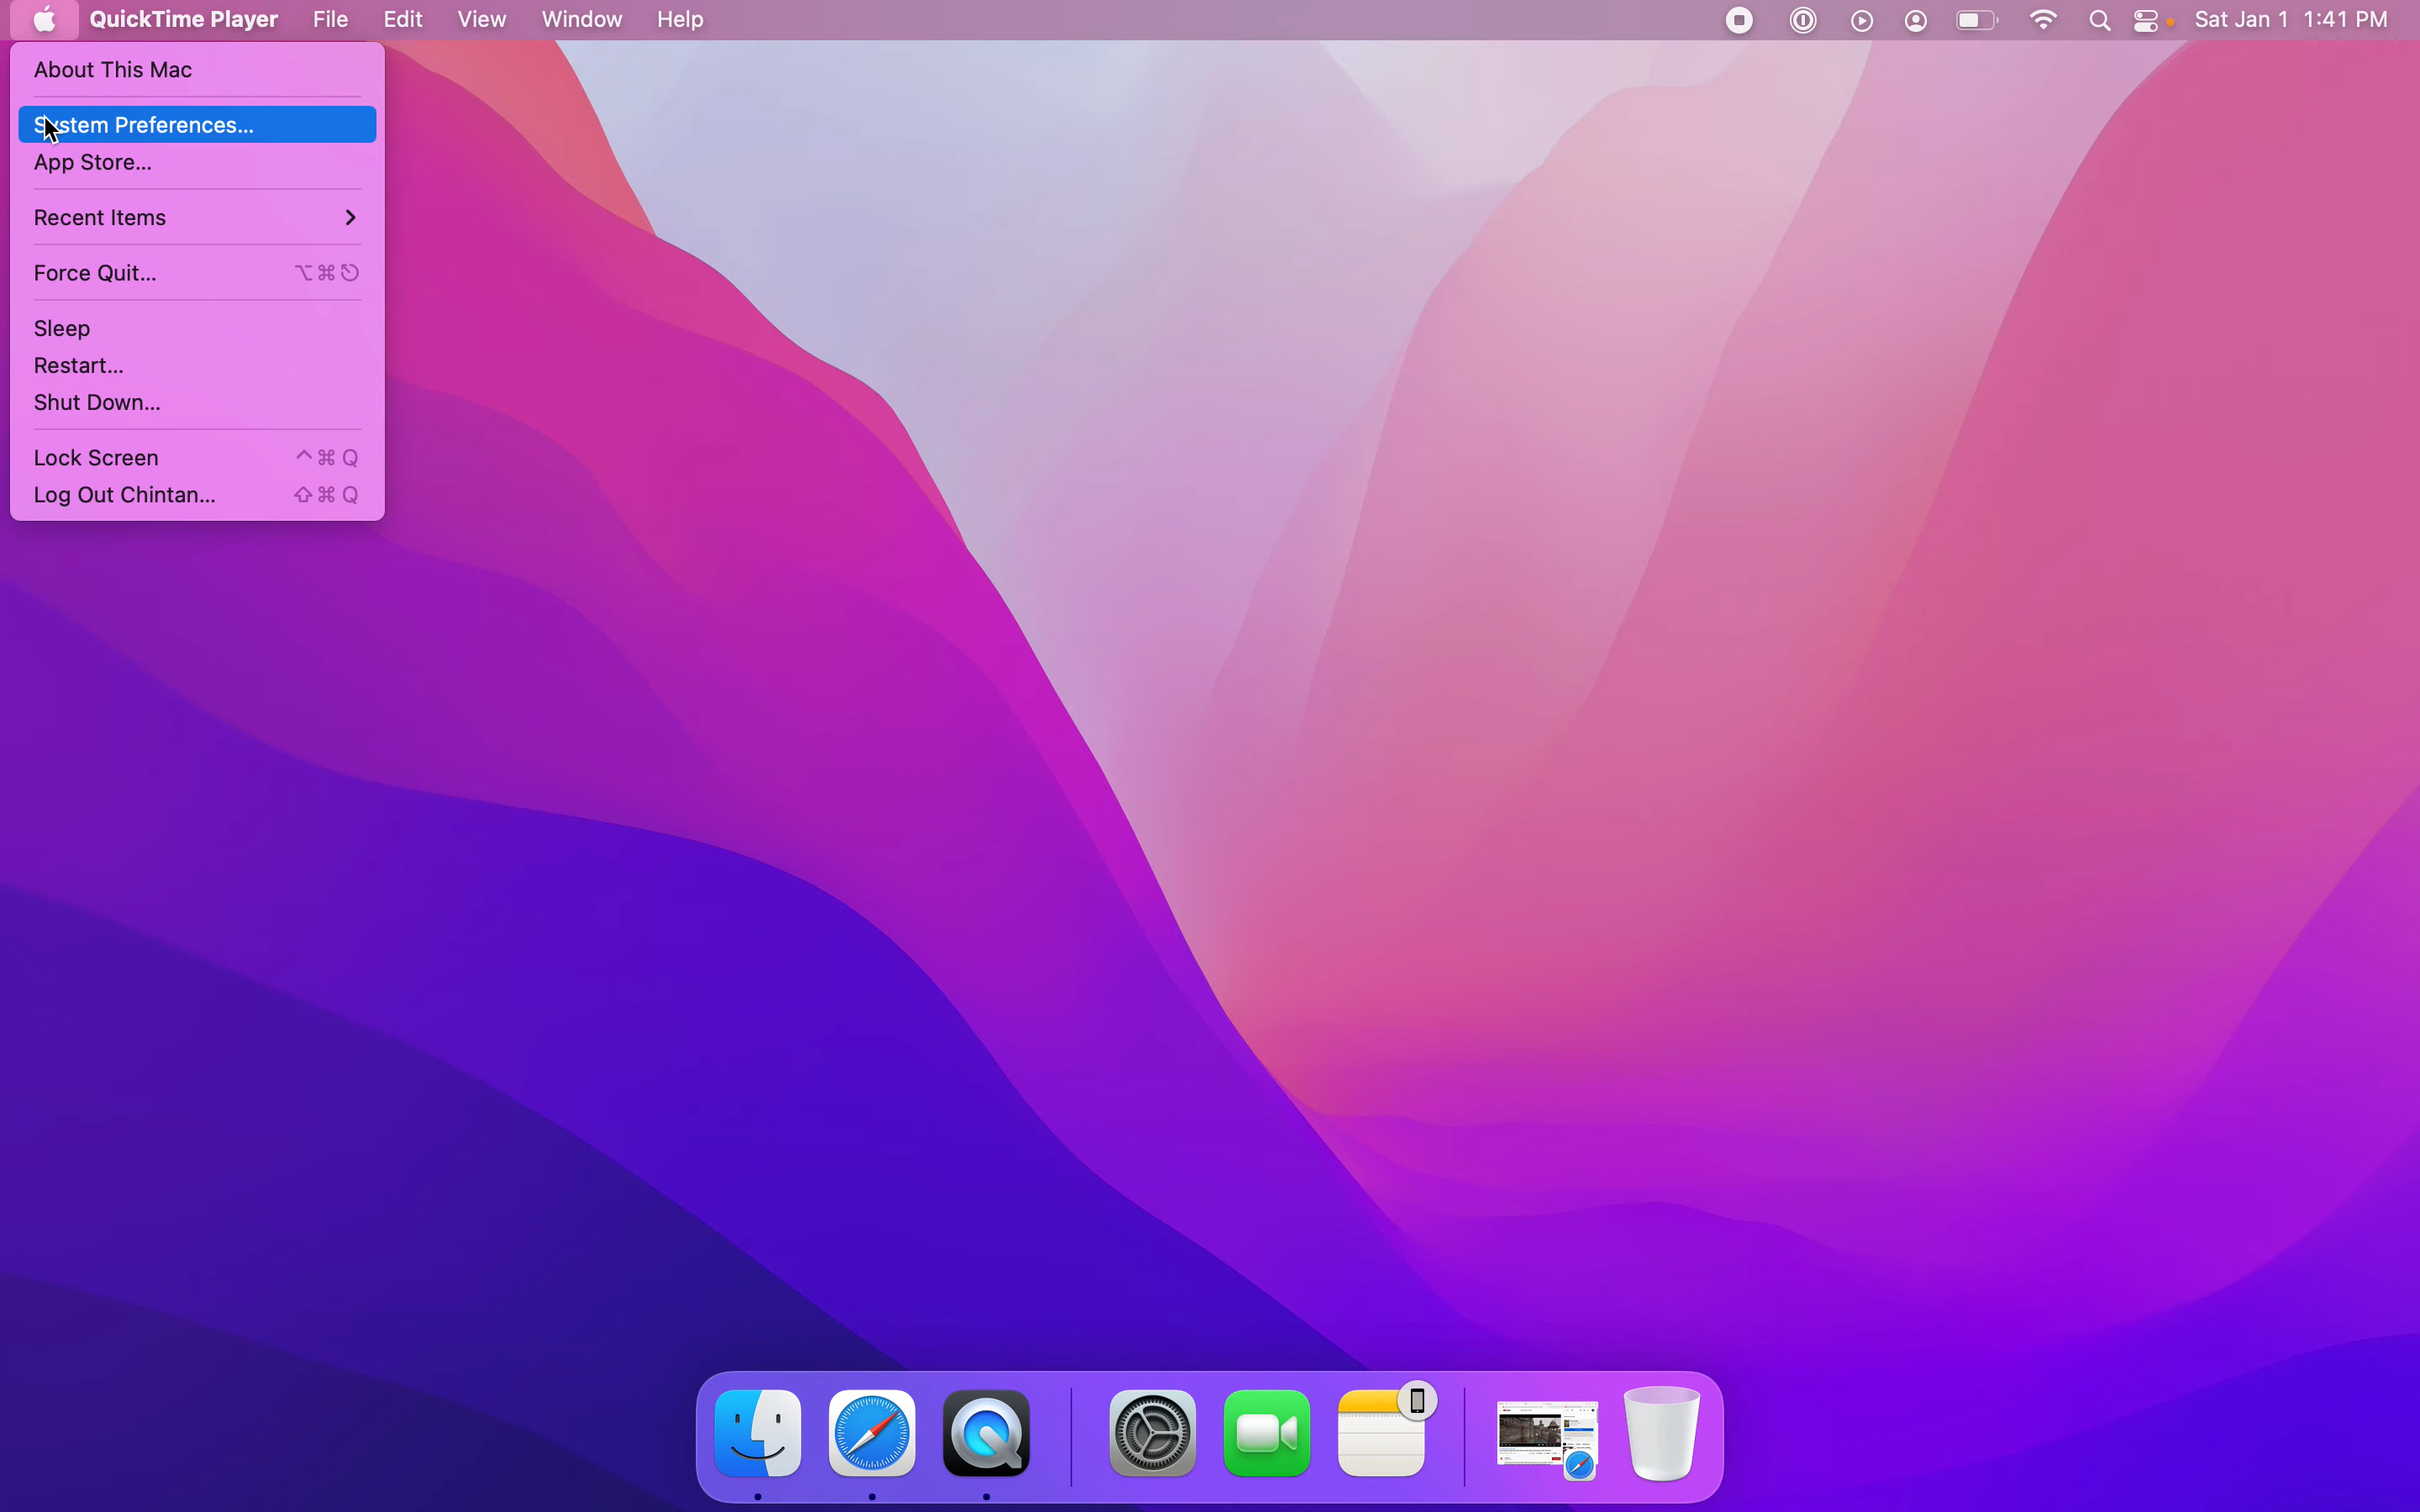 QuickTime Player File Edit View Window Help Sat Jan 1 1:41 PM
About This Mac
System Preferences...
App Store...
Recent Items
Force Quit... ⌥⌘⎋
Sleep
Restart...
Shut Down...
Lock Screen ^⌘Q
Log Out Chintan... ⇧⌘Q